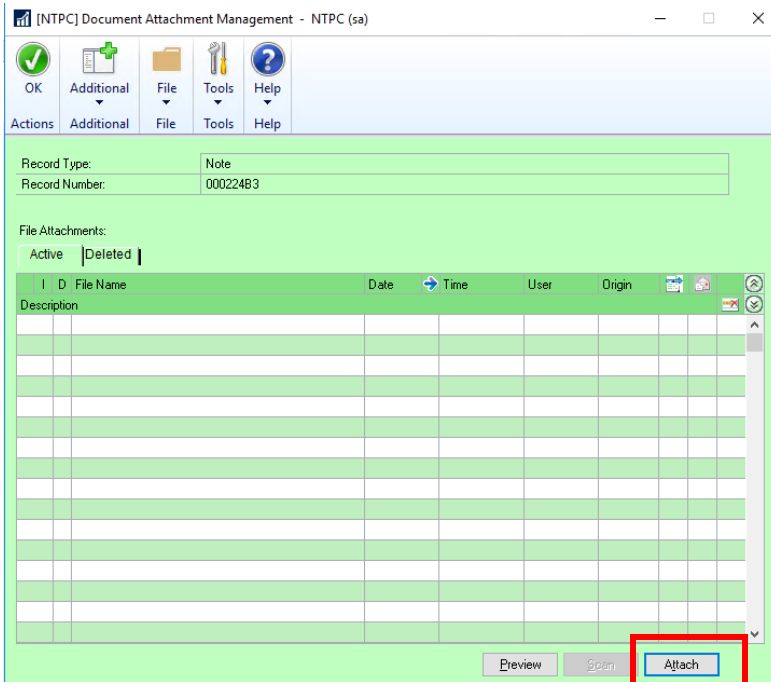 [NTPC] Document Attachment Management - NTPC (sa)
OK Additional File Tools Help
Actions Additional File Tools Help
Record Type: Note
Record Number: 000224B3
File Attachments:
Active Deleted
I D File Name Date Time User Origin
Description
Preview Scan Attach